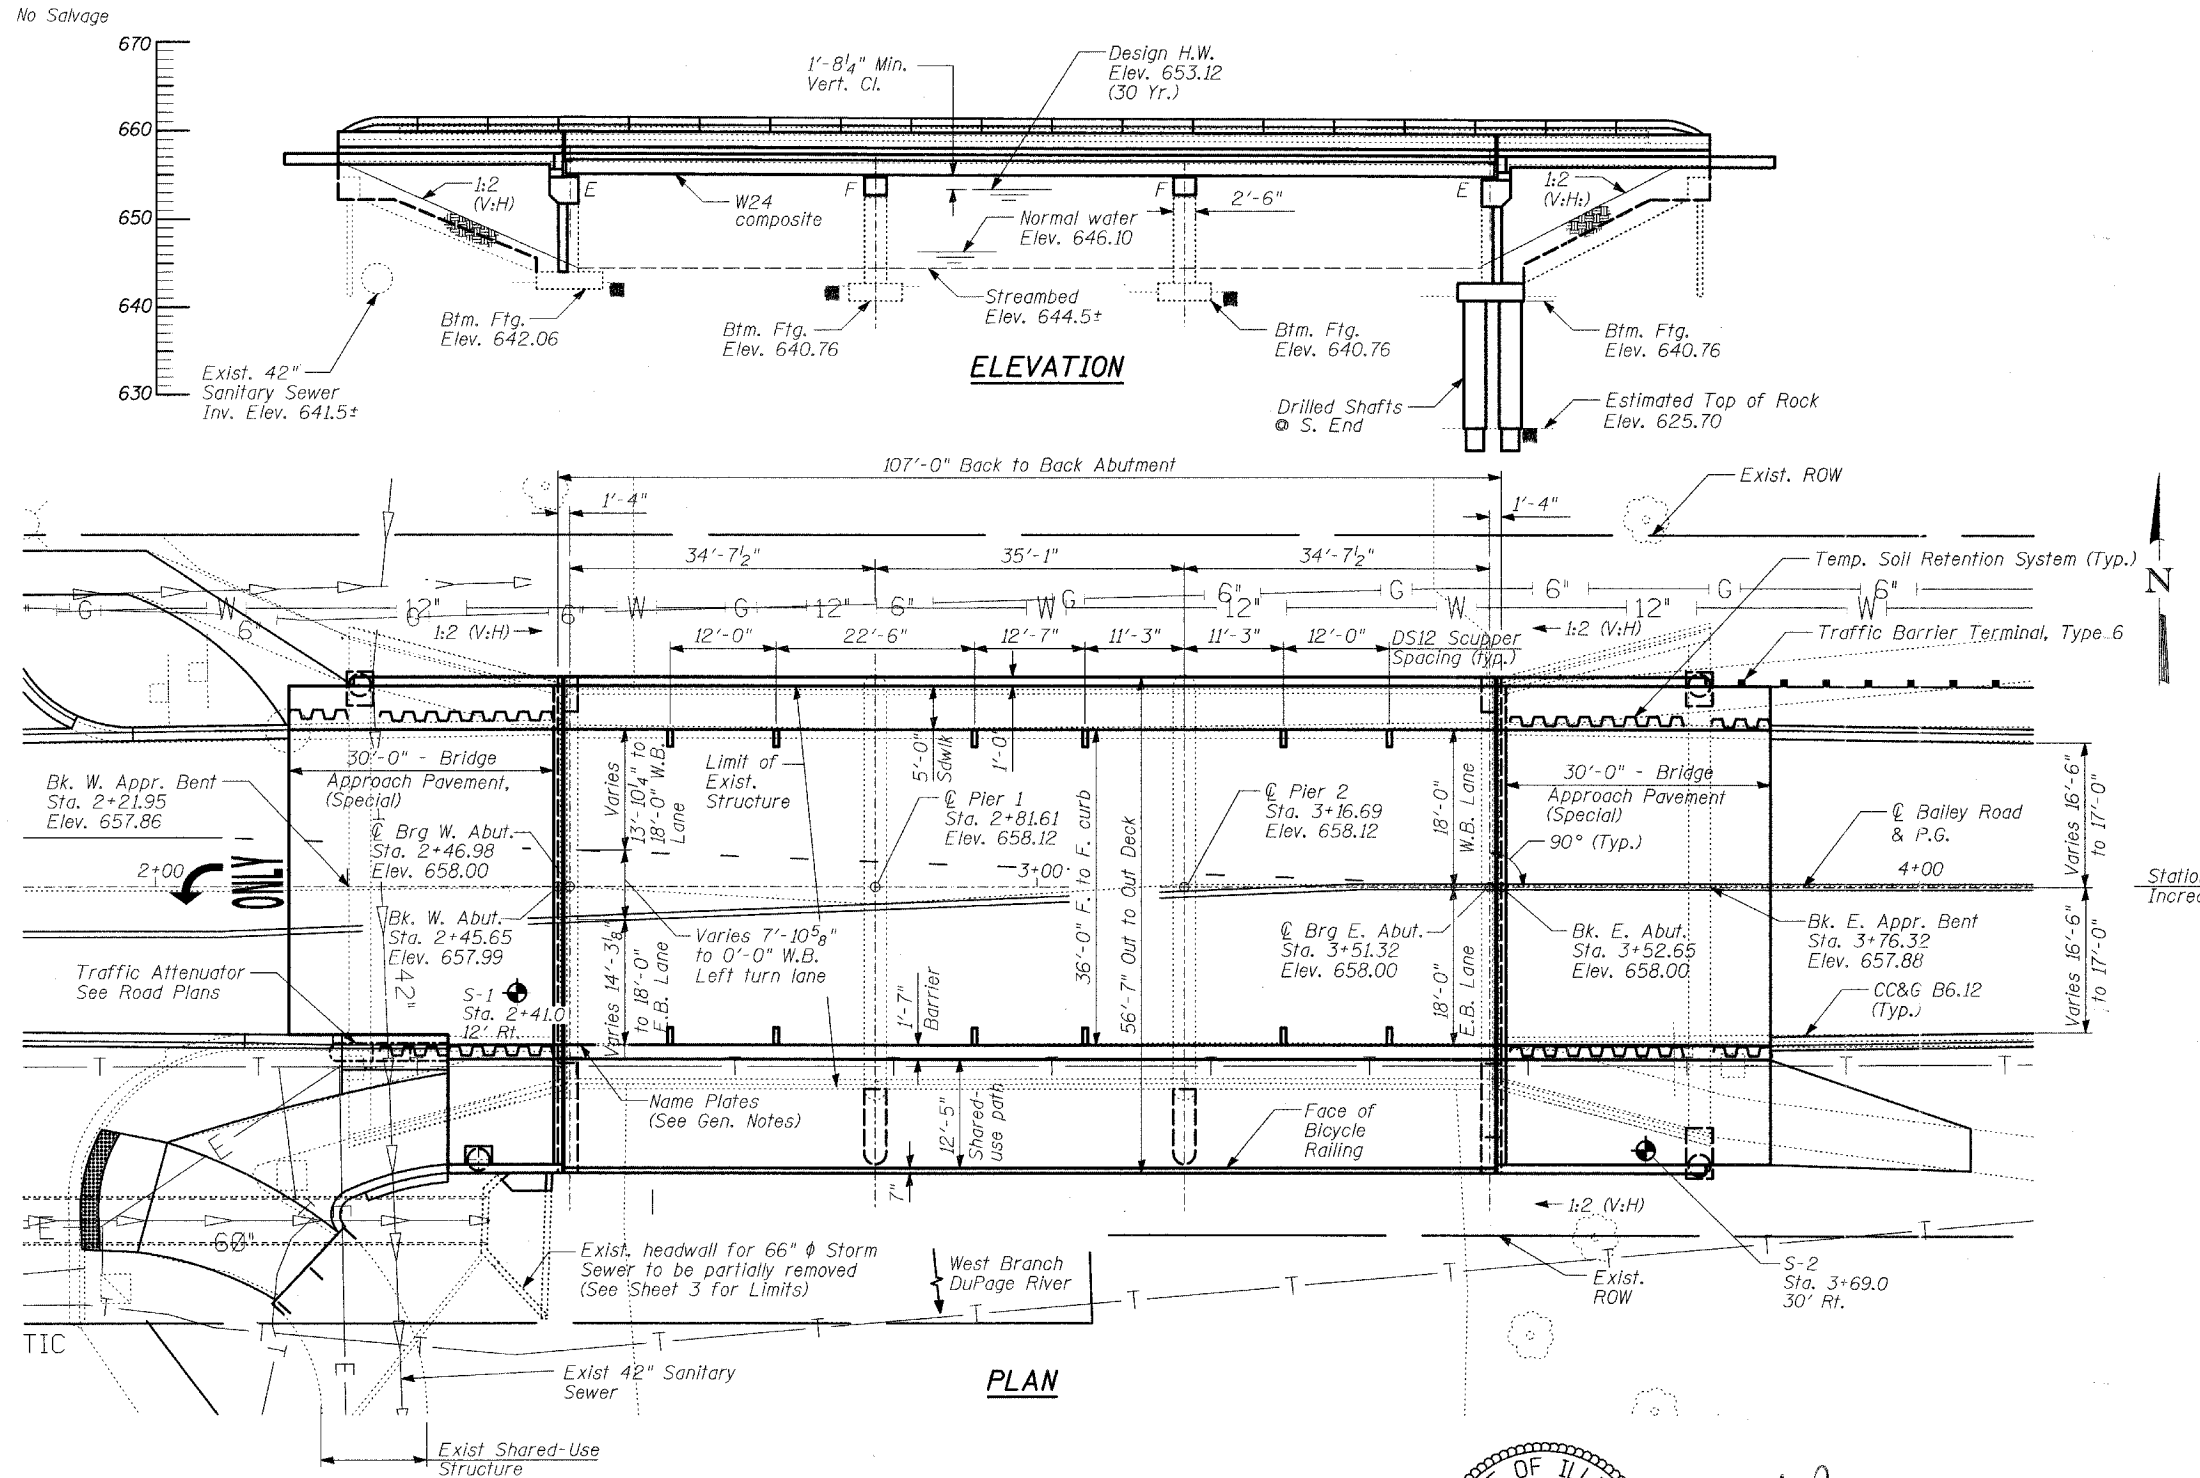 No Salvage
670
660
650
640
630
1'-8¼" Min.
Vert. Cl.
Design H.W.
Elev. 653.12
(30 Yr.)
1:2
(V:H)
E
W24
composite
F
F
2'-6"
E
1:2
(V:H:)
Normal water
Elev. 646.10
Streambed
Elev. 644.5±
Btm. Ftg.
Elev. 642.06
Btm. Ftg.
Elev. 640.76
Btm. Ftg.
Elev. 640.76
Btm. Ftg.
Elev. 640.76
Exist. 42"
Sanitary Sewer
Inv. Elev. 641.5±
ELEVATION
Drilled Shafts
@ S. End
Estimated Top of Rock
Elev. 625.70
107'-0" Back to Back Abutment
Exist. ROW
1'-4"
1'-4"
34'-7½"
35'-1"
34'-7½"
Temp. Soil Retention System (Typ.)
N
G
W
12"
6"
W
G
12"
6"
W
G
6"
12"
G
W
6"
12"
G
6"
W
6"
G
1:2 (V:H)
12'-0"
22'-6"
12'-7"
11'-3"
11'-3"
12'-0"
DS12 Scupper
Spacing (typ.)
1:2 (V:H)
Traffic Barrier Terminal, Type 6
30'-0" - Bridge
Approach Pavement,
(Special)
Varies
13'-10¼" to
18'-0" W.B.
Lane
Limit of
Exist.
Structure
5'-0"
Sdwlk
1'-0"
36'-0" F. to F. curb
56'-7" Out to Out Deck
18'-0"
W.B. Lane
30'-0" - Bridge
Approach Pavement
(Special)
Varies 16'-6"
to 17'-0"
Bk. W. Appr. Bent
Sta. 2+21.95
Elev. 657.86
℄ Brg W. Abut.
Sta. 2+46.98
Elev. 658.00
℄ Pier 1
Sta. 2+81.61
Elev. 658.12
℄ Pier 2
Sta. 3+16.69
Elev. 658.12
90° (Typ.)
℄ Bailey Road
& P.G.
2+00
ONLY
3+00
4+00
Station
Bk. W. Abut.
Sta. 2+45.65
Elev. 657.99
Varies 14'-3⅛"
to 18'-0"
E.B. Lane
Varies 7'-10⅝"
to 0'-0" W.B.
Left turn lane
℄ Brg E. Abut.
Sta. 3+51.32
Elev. 658.00
18'-0"
E.B. Lane
Bk. E. Abut.
Sta. 3+52.65
Elev. 658.00
Bk. E. Appr. Bent
Sta. 3+76.32
Elev. 657.88
Varies 16'-6"
to 17'-0"
Traffic Attenuator
See Road Plans
42"
S-1
Sta. 2+41.0
12' Rt.
1'-7"
Barrier
CC&G B6.12
(Typ.)
T
T
T
T
T
T
T
T
T
T
T
Name Plates
(See Gen. Notes)
12'-5"
Shared-
use path
Face of
Bicycle
Railing
7"
E
E
60"
1:2 (V:H)
Exist. headwall for 66" ϕ Storm
Sewer to be partially removed
(See Sheet 3 for Limits)
West Branch
DuPage River
Exist.
ROW
S-2
Sta. 3+69.0
30' Rt.
T
T
T
T
T
T
T
T
TIC
E
Exist 42" Sanitary
Sewer
PLAN
Exist Shared-Use
Structure
OF